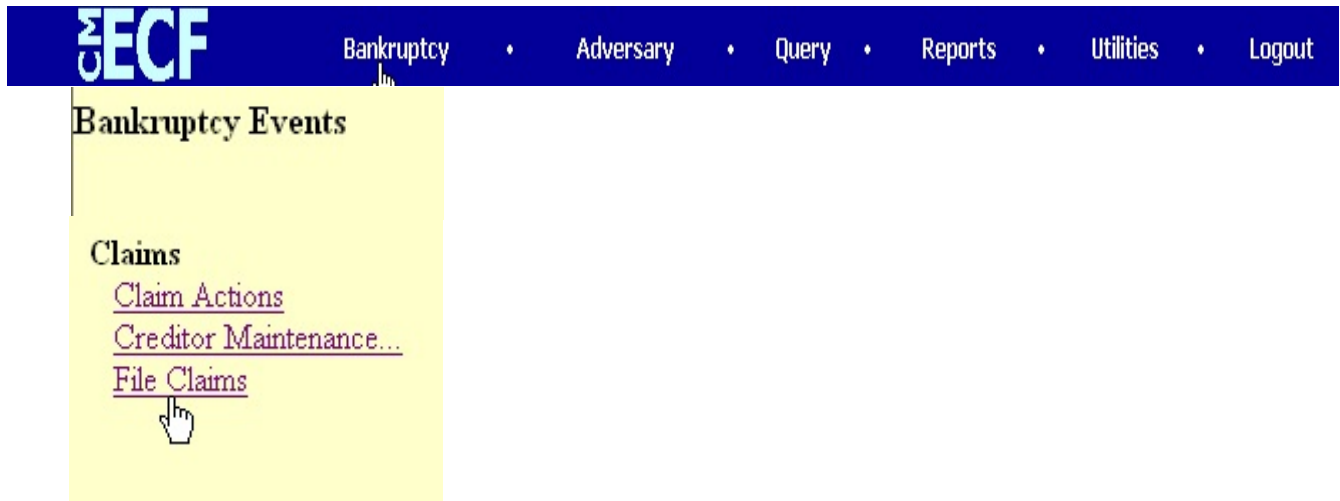 CM ECF Bankruptcy • Adversary • Query • Reports • Utilities • Logout
Bankruptcy Events
Claims
Claim Actions
Creditor Maintenance...
File Claims